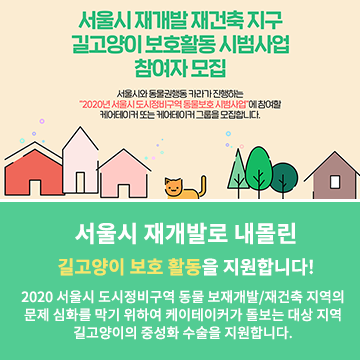 서울시 재개발 재건축 지구
길고양이 보호활동 시범사업
참여자 모집
서울시와 동물권행동 카라가 진행하는
"2020년 서울시 도시정비구역 동물보호 시범사업"에 참여할
케어테이커 또는 케어테이커 그룹을 모집합니다.
서울시 재개발로 내몰린
길고양이 보호 활동을 지원합니다!
2020 서울시 도시정비구역 동물 보재개발/재건축 지역의
문제 심화를 막기 위하여 케이테이커가 돌보는 대상 지역
길고양이의 중성화 수술을 지원합니다.